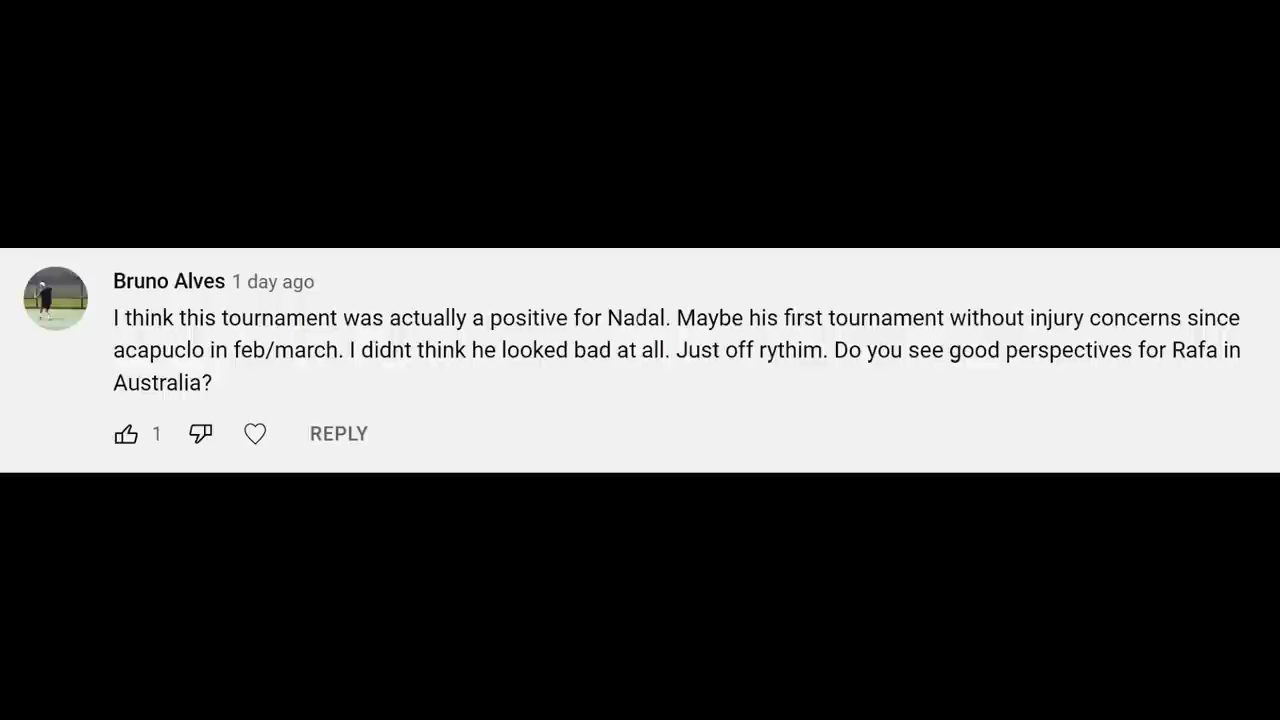 Bruno Alves 1 day ago
I think this tournament was actually a positive for Nadal. Maybe his first tournament without injury concerns since
acapuclo in feb/march. I didnt think he looked bad at all. Just off rythim. Do you see good perspectives for Rafa in
Australia?
1 REPLY